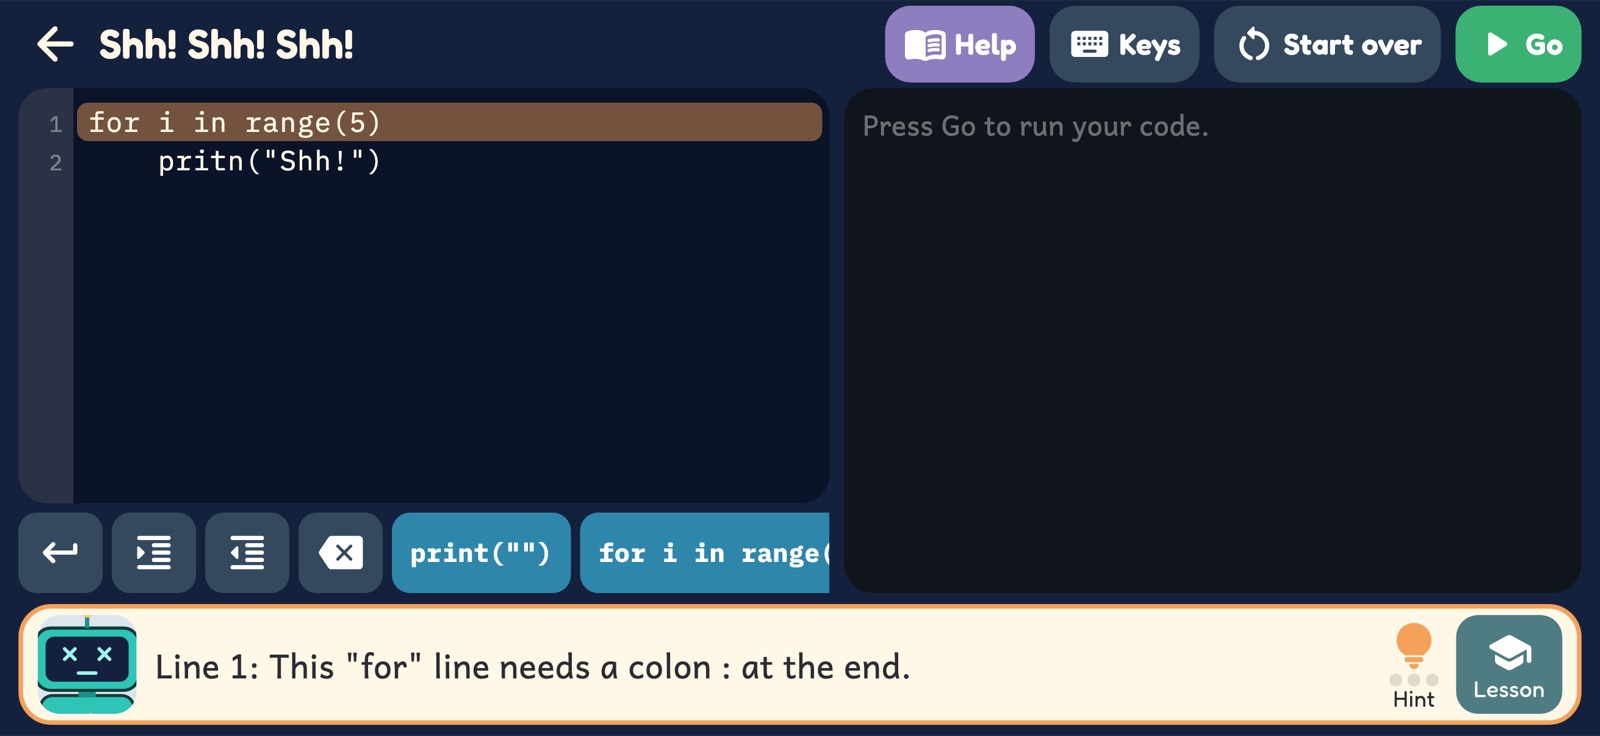 Shh! Shh! Shh!
Help
Keys
Start over
Go
1 for i in range(5)
2 pritn("Shh!")
Press Go to run your code.
print("")
for i in range(
Line 1: This "for" line needs a colon : at the end.
Hint
Lesson